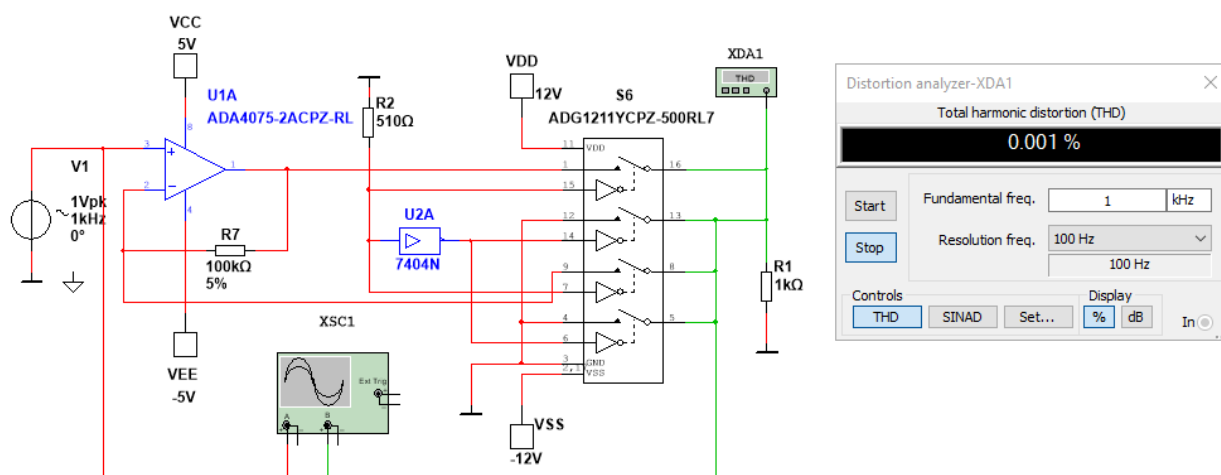 VCC
5V
U1A
ADA4075-2ACPZ-RL
8
3
2
1
4
V1
1Vpk
1kHz
0°
R7
100kΩ
5%
VEE
-5V
R2
510Ω
U2A
7404N
VDD
12V
S6
ADG1211YCPZ-500RL7
11
VDD
1
16
15
12
13
14
9
8
7
4
5
6
3
GND
VSS
VSS
-12V
XDA1
THD
R1
1kΩ
XSC1
Ext Trig
A
B
Distortion analyzer-XDA1
Total harmonic distortion (THD)
0.001 %
Start
Stop
Fundamental freq.
1
kHz
Resolution freq.
100 Hz
100 Hz
Controls
THD
SINAD
Set...
Display
%
dB
In